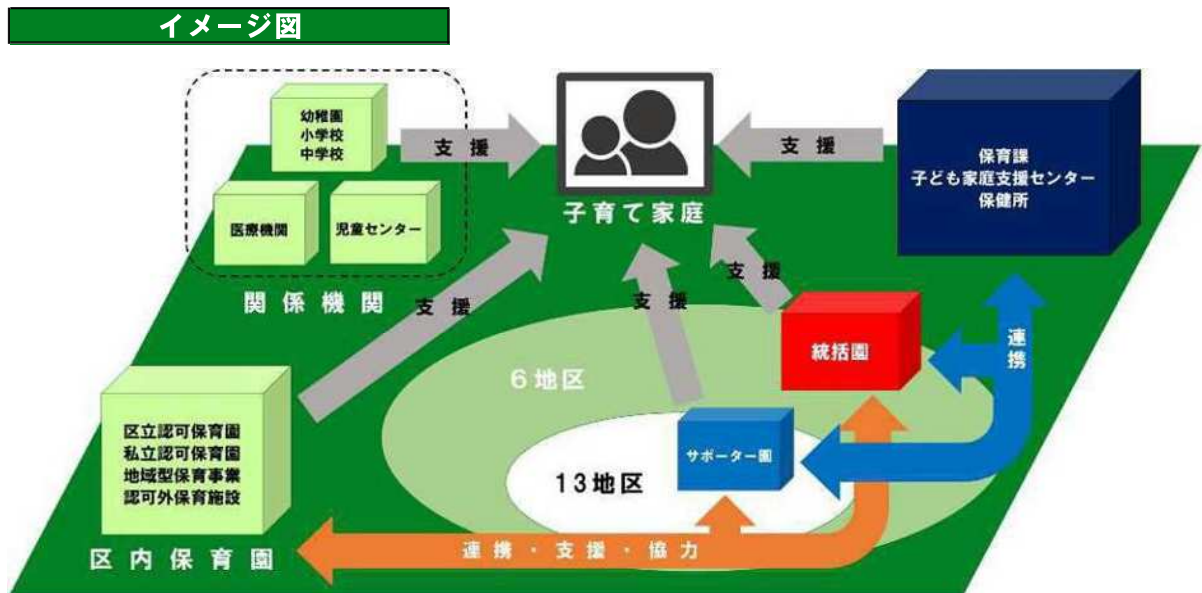 イメージ図
幼稚園
小学校
中学校
医療機関
児童センター
関係機関
支援
子育て家庭
支援
保育課
子ども家庭支援センター
保健所
支援
支援
支援
統括園
連携
6地区
サポーター園
13地区
区立認可保育園
私立認可保育園
地域型保育事業
認可外保育施設
区内保育園
連携・支援・協力